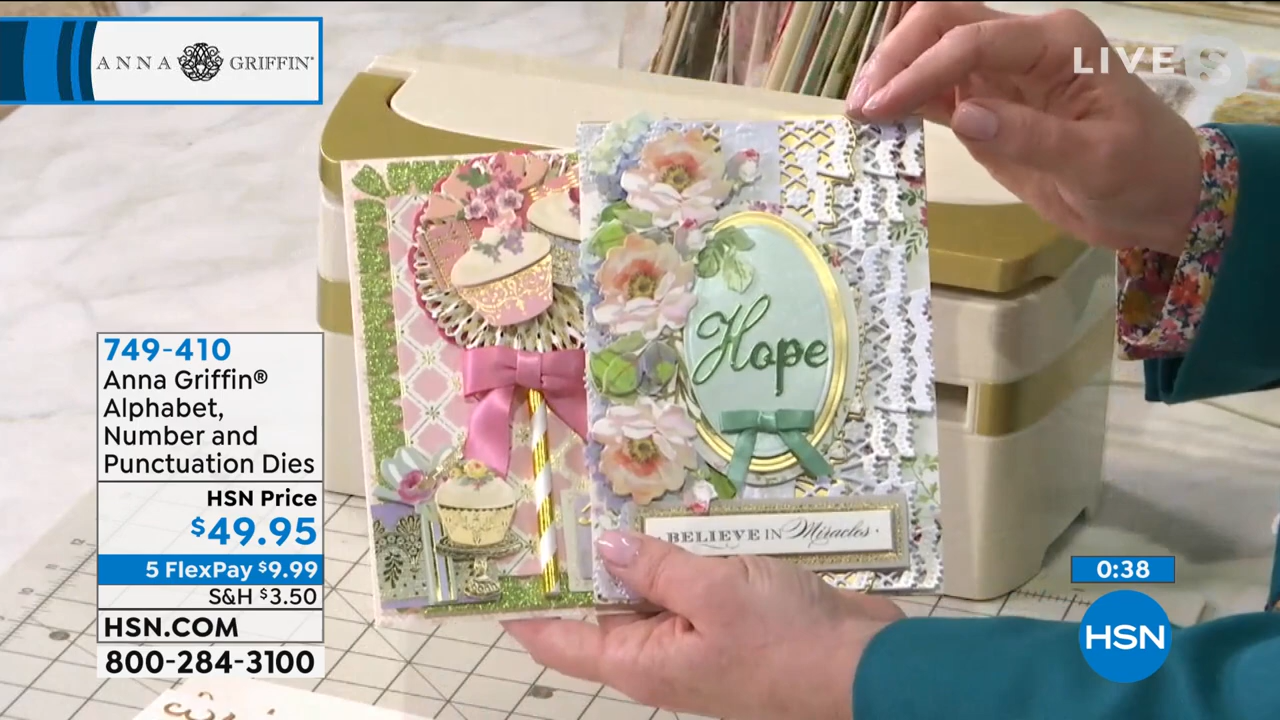 ANNA GRIFFIN®
LIVE S
Hope
BELIEVE IN Miracles
749-410
Anna Griffin®
Alphabet,
Number and
Punctuation Dies
HSN Price
$49.95
5 FlexPay $9.99
S&H $3.50
HSN.COM
800-284-3100
0:38
HSN